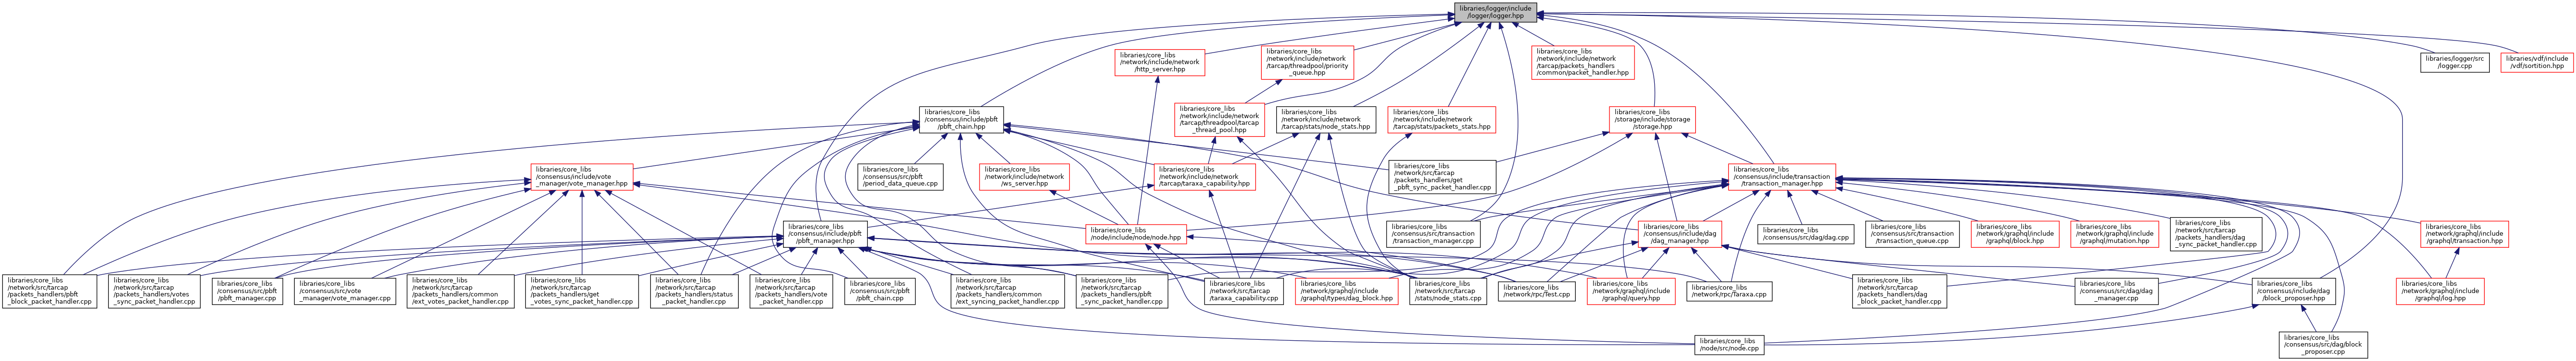 libraries/logger/include
/logger/logger.hpp
libraries/core_libs
/network/include/network
/http_server.hpp
libraries/core_libs
/network/include/network
/tarcap/threadpool/priority
_queue.hpp
libraries/core_libs
/network/include/network
/tarcap/packets_handlers
/common/packet_handler.hpp
libraries/logger/src
/logger.cpp
libraries/vdf/include
/vdf/sortition.hpp
libraries/core_libs
/consensus/include/pbft
/pbft_chain.hpp
libraries/core_libs
/network/include/network
/tarcap/threadpool/tarcap
_thread_pool.hpp
libraries/core_libs
/network/include/network
/tarcap/stats/node_stats.hpp
libraries/core_libs
/network/include/network
/tarcap/stats/packets_stats.hpp
libraries/core_libs
/storage/include/storage
/storage.hpp
libraries/core_libs
/consensus/include/vote
_manager/vote_manager.hpp
libraries/core_libs
/consensus/src/pbft
/period_data_queue.cpp
libraries/core_libs
/network/include/network
/ws_server.hpp
libraries/core_libs
/network/include/network
/tarcap/taraxa_capability.hpp
libraries/core_libs
/network/src/tarcap
/packets_handlers/get
_pbft_sync_packet_handler.cpp
libraries/core_libs
/consensus/include/transaction
/transaction_manager.hpp
libraries/core_libs
/consensus/include/pbft
/pbft_manager.hpp
libraries/core_libs
/node/include/node/node.hpp
libraries/core_libs
/consensus/src/transaction
/transaction_manager.cpp
libraries/core_libs
/consensus/include/dag
/dag_manager.hpp
libraries/core_libs
/consensus/src/dag/dag.cpp
libraries/core_libs
/consensus/src/transaction
/transaction_queue.cpp
libraries/core_libs
/network/graphql/include
/graphql/block.hpp
libraries/core_libs
/network/graphql/include
/graphql/mutation.hpp
libraries/core_libs
/network/src/tarcap
/packets_handlers/dag
_sync_packet_handler.cpp
libraries/core_libs
/network/graphql/include
/graphql/transaction.hpp
libraries/core_libs
/network/src/tarcap
/packets_handlers/pbft
_block_packet_handler.cpp
libraries/core_libs
/network/src/tarcap
/packets_handlers/votes
_sync_packet_handler.cpp
libraries/core_libs
/consensus/src/pbft
/pbft_manager.cpp
libraries/core_libs
/consensus/src/vote
_manager/vote_manager.cpp
libraries/core_libs
/network/src/tarcap
/packets_handlers/common
/ext_votes_packet_handler.cpp
libraries/core_libs
/network/src/tarcap
/packets_handlers/get
_votes_sync_packet_handler.cpp
libraries/core_libs
/network/src/tarcap
/packets_handlers/status
_packet_handler.cpp
libraries/core_libs
/network/src/tarcap
/packets_handlers/vote
_packet_handler.cpp
libraries/core_libs
/consensus/src/pbft
/pbft_chain.cpp
libraries/core_libs
/network/src/tarcap
/packets_handlers/common
/ext_syncing_packet_handler.cpp
libraries/core_libs
/network/src/tarcap
/packets_handlers/pbft
_sync_packet_handler.cpp
libraries/core_libs
/network/src/tarcap
/taraxa_capability.cpp
libraries/core_libs
/network/graphql/include
/graphql/types/dag_block.hpp
libraries/core_libs
/network/src/tarcap
/stats/node_stats.cpp
libraries/core_libs
/network/rpc/Test.cpp
libraries/core_libs
/network/graphql/include
/graphql/query.hpp
libraries/core_libs
/network/rpc/Taraxa.cpp
libraries/core_libs
/network/src/tarcap
/packets_handlers/dag
_block_packet_handler.cpp
libraries/core_libs
/consensus/src/dag/dag
_manager.cpp
libraries/core_libs
/consensus/include/dag
/block_proposer.hpp
libraries/core_libs
/network/graphql/include
/graphql/log.hpp
libraries/core_libs
/node/src/node.cpp
libraries/core_libs
/consensus/src/dag/block
_proposer.cpp